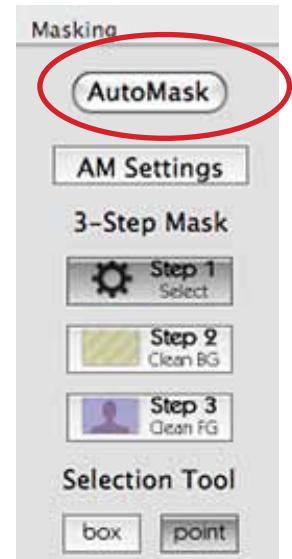 Masking
AutoMask
AM Settings
3-Step Mask
Step 1
Select
Step 2
Clean BG
Step 3
Clean FG
Selection Tool
box point